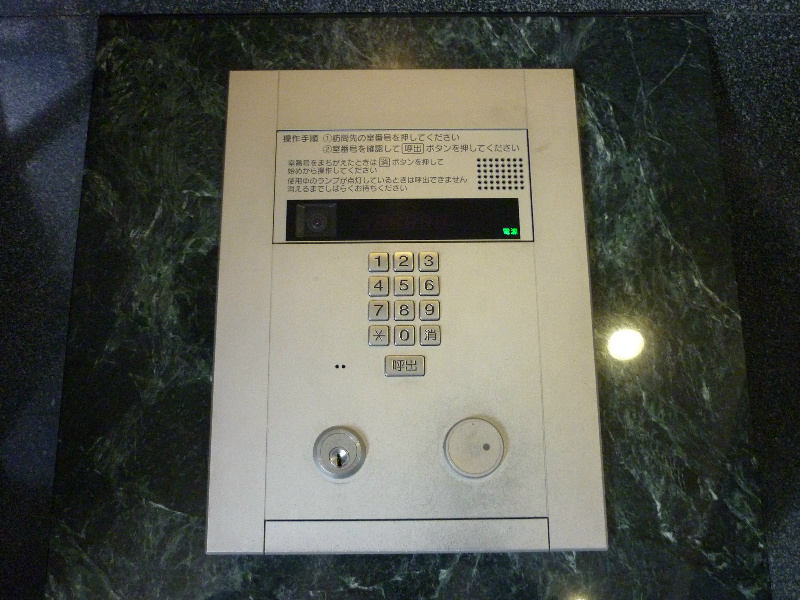 操作手順 ①訪問先の室番号を押してください
②室番号を確認して 呼出 ボタンを押してください
室番号をまちがえたときは 消 ボタンを押して
始めから操作してください
使用中のランプが点灯しているときは呼出できません
消えるまでしばらくお待ちください
電源
1 2 3
4 5 6
7 8 9
* 0 消
呼出